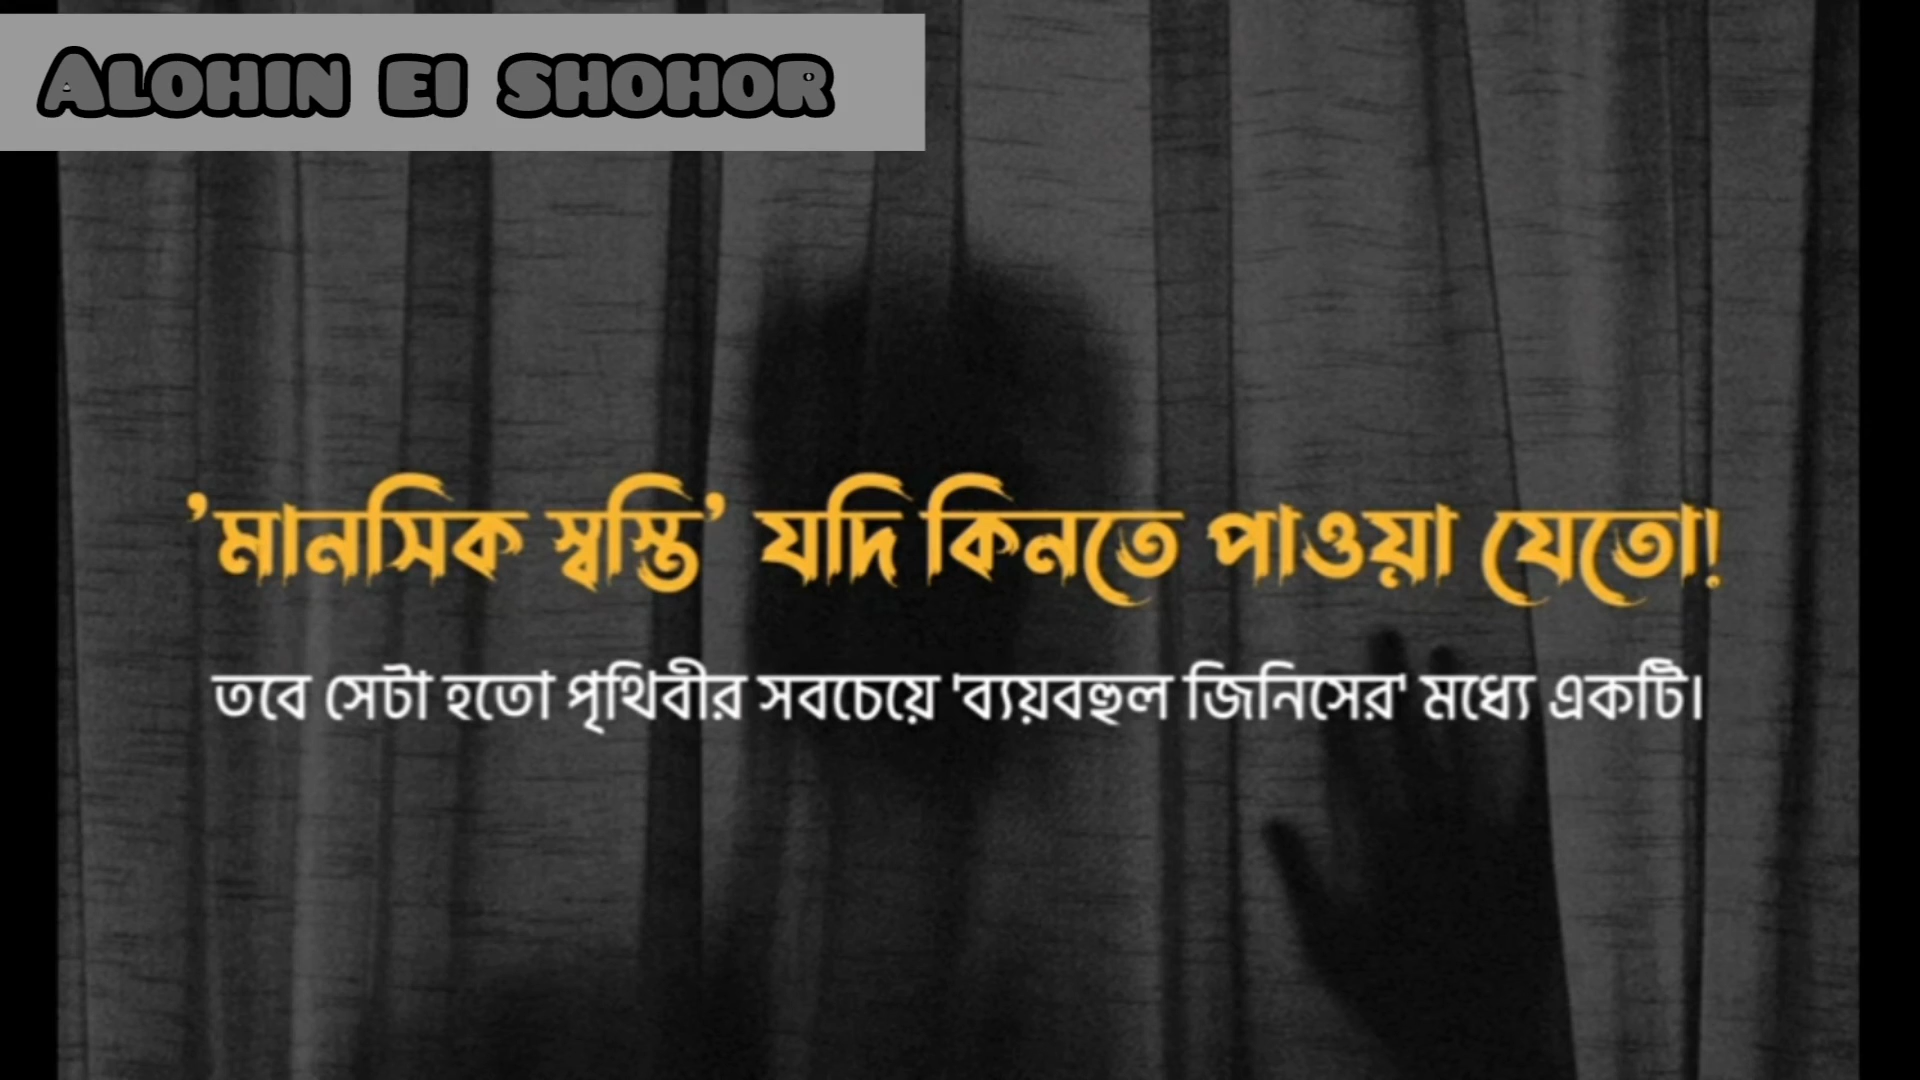 ALOHIN EI SHOHOR
’মানসিক স্বস্তি’ যদি কিনতে পাওয়া যেতো!
তবে সেটা হতো পৃথিবীর সবচেয়ে 'ব্যয়বহুল জিনিসের' মধ্যে একটি।